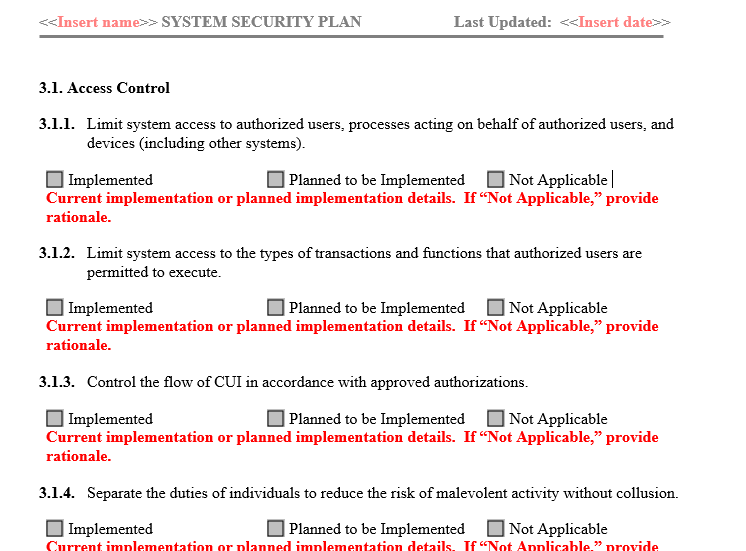 <<Insert name>> SYSTEM SECURITY PLAN Last Updated: <<Insert date>>
3.1. Access Control
3.1.1. Limit system access to authorized users, processes acting on behalf of authorized users, and
devices (including other systems).
Implemented Planned to be Implemented Not Applicable
Current implementation or planned implementation details. If “Not Applicable,” provide
rationale.
3.1.2. Limit system access to the types of transactions and functions that authorized users are
permitted to execute.
Implemented Planned to be Implemented Not Applicable
Current implementation or planned implementation details. If “Not Applicable,” provide
rationale.
3.1.3. Control the flow of CUI in accordance with approved authorizations.
Implemented Planned to be Implemented Not Applicable
Current implementation or planned implementation details. If “Not Applicable,” provide
rationale.
3.1.4. Separate the duties of individuals to reduce the risk of malevolent activity without collusion.
Implemented Planned to be Implemented Not Applicable
Current implementation or planned implementation details. If “Not Applicable,” provide